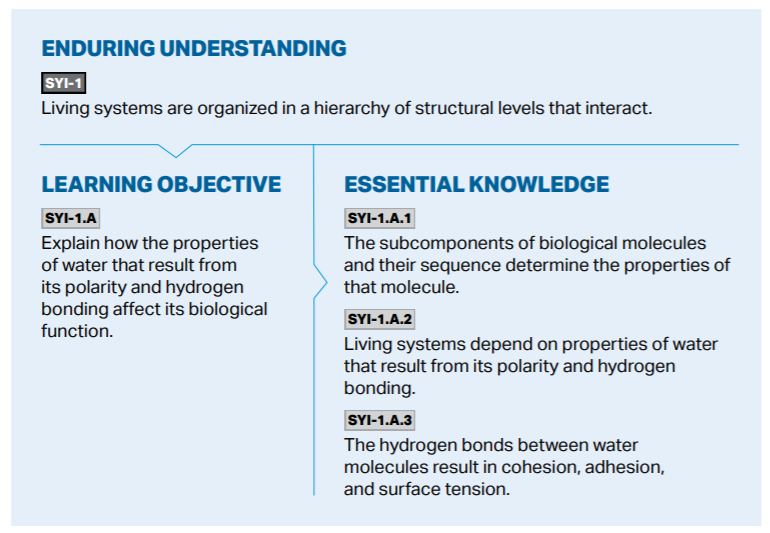 ENDURING UNDERSTANDING
SYI-1
Living systems are organized in a hierarchy of structural levels that interact.
LEARNING OBJECTIVE
SYI-1.A
Explain how the properties
of water that result from
its polarity and hydrogen
bonding affect its biological
function.
ESSENTIAL KNOWLEDGE
SYI-1.A.1
The subcomponents of biological molecules
and their sequence determine the properties of
that molecule.
SYI-1.A.2
Living systems depend on properties of water
that result from its polarity and hydrogen
bonding.
SYI-1.A.3
The hydrogen bonds between water
molecules result in cohesion, adhesion,
and surface tension.